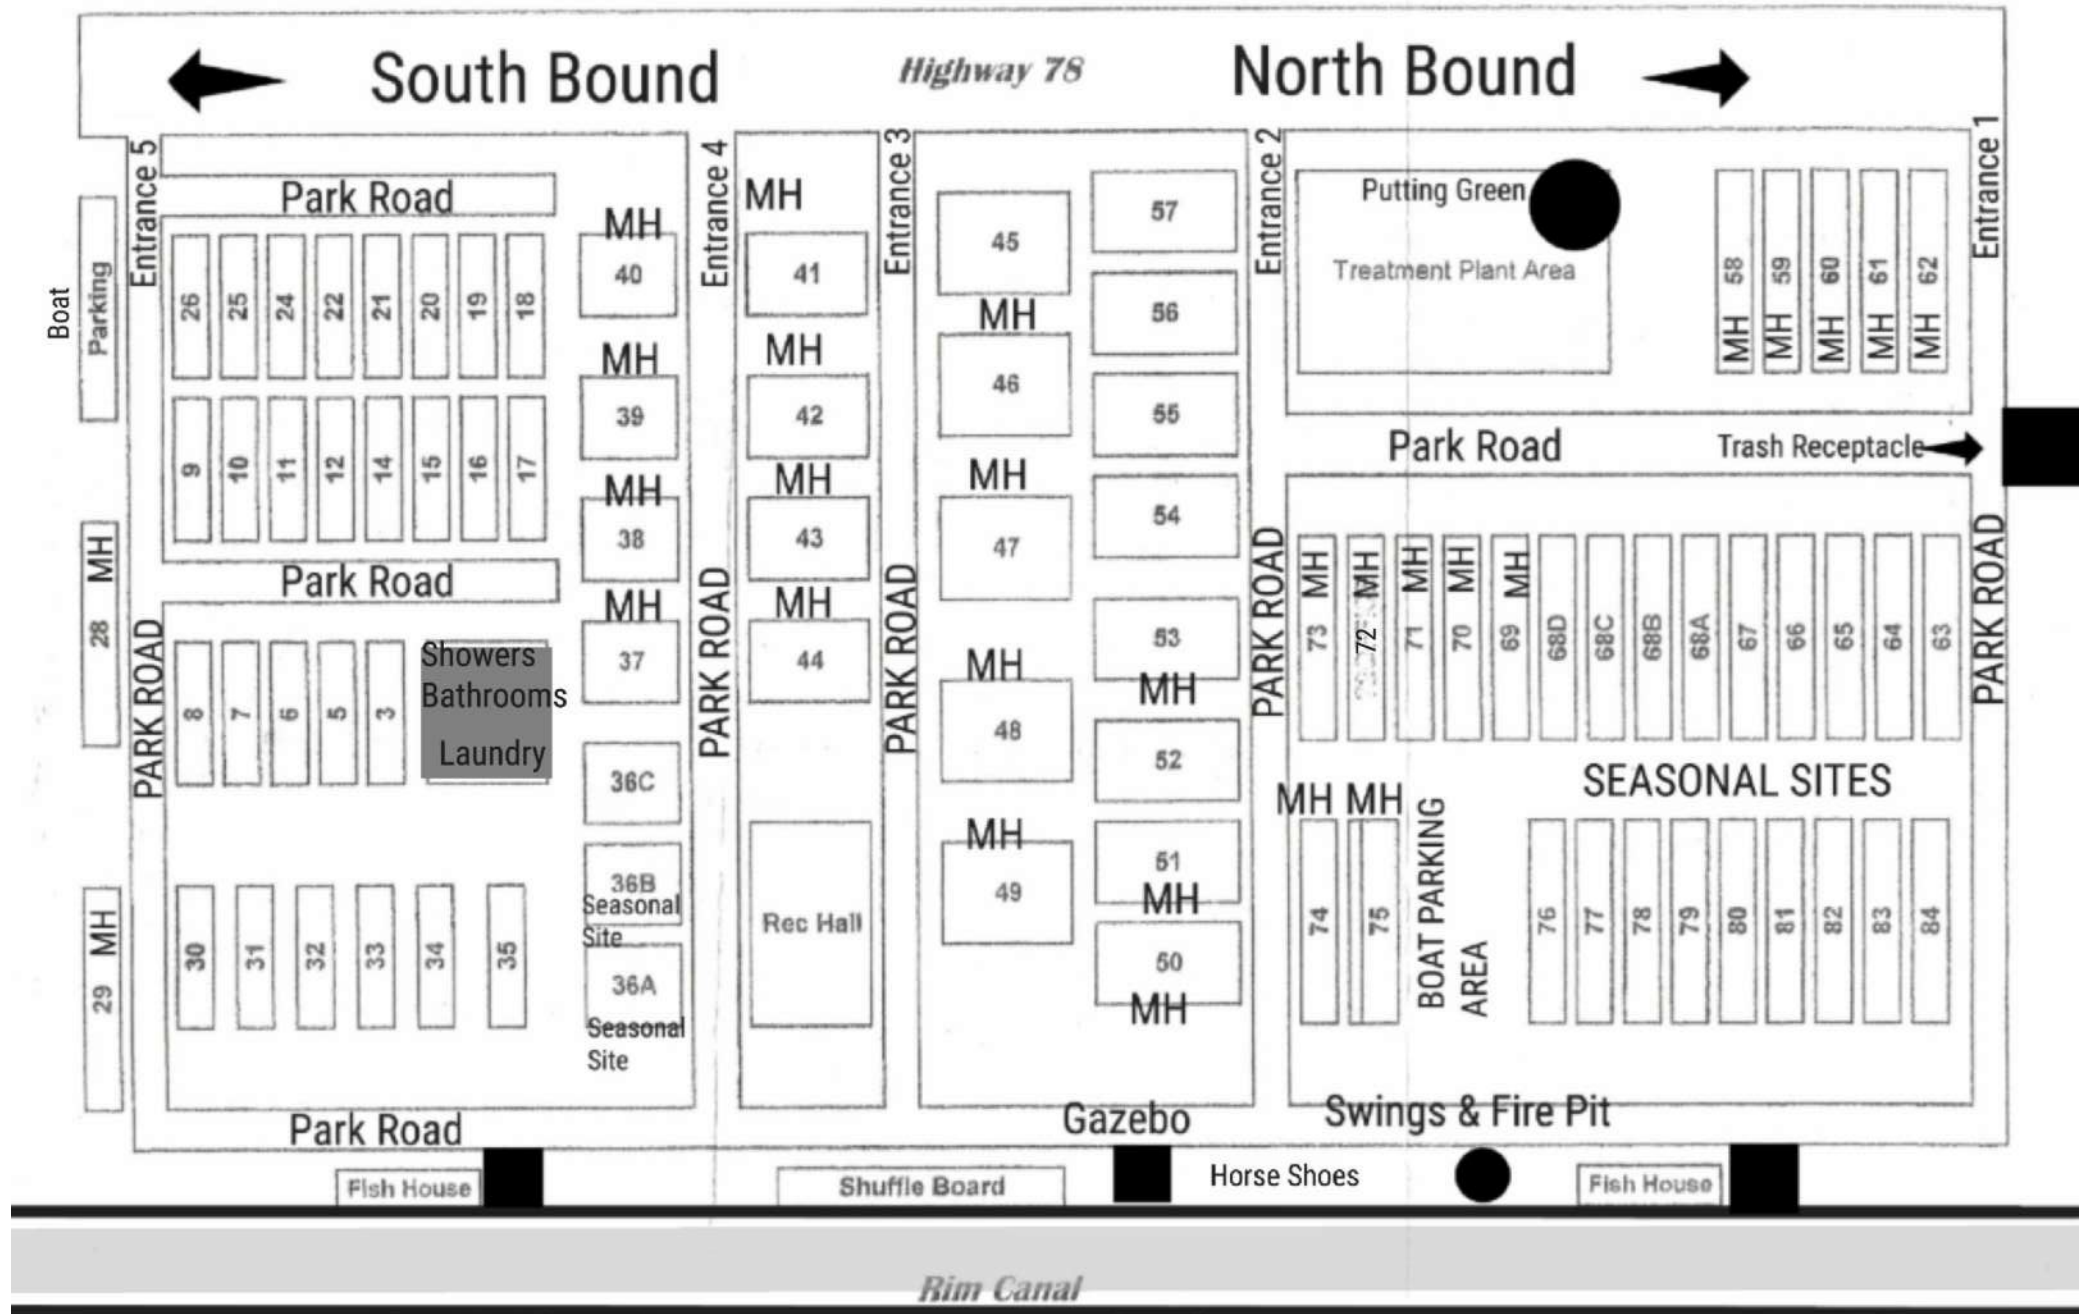 South Bound
Highway 78
North Bound
Entrance 5
Entrance 4
Entrance 3
Entrance 2
Entrance 1
Boat
Parking
Park Road
26
25
24
22
21
20
19
18
9
10
11
12
14
15
16
17
Park Road
MH
28
PARK ROAD
8
7
6
5
3
Showers
Bathrooms
Laundry
MH
29
30
31
32
33
34
35
Park Road
MH
40
MH
39
MH
38
MH
37
36C
36B
Seasonal
Site
36A
Seasonal
Site
PARK ROAD
MH
41
MH
42
MH
43
MH
44
Rec Hall
PARK ROAD
45
MH
46
MH
47
MH
48
MH
49
57
56
55
54
53
MH
52
51
MH
50
MH
PARK ROAD
Putting Green
Treatment Plant Area
58 MH
59 MH
60 MH
61 MH
62 MH
Park Road
Trash Receptacle
73 MH
72 MH
71 MH
70 MH
69 MH
68D
68C
68B
68A
67
66
65
64
63
PARK ROAD
SEASONAL SITES
MH
MH
74
75
BOAT PARKING
AREA
76
77
78
79
80
81
82
83
84
Gazebo
Swings & Fire Pit
Fish House
Shuffle Board
Horse Shoes
Fish House
Rim Canal